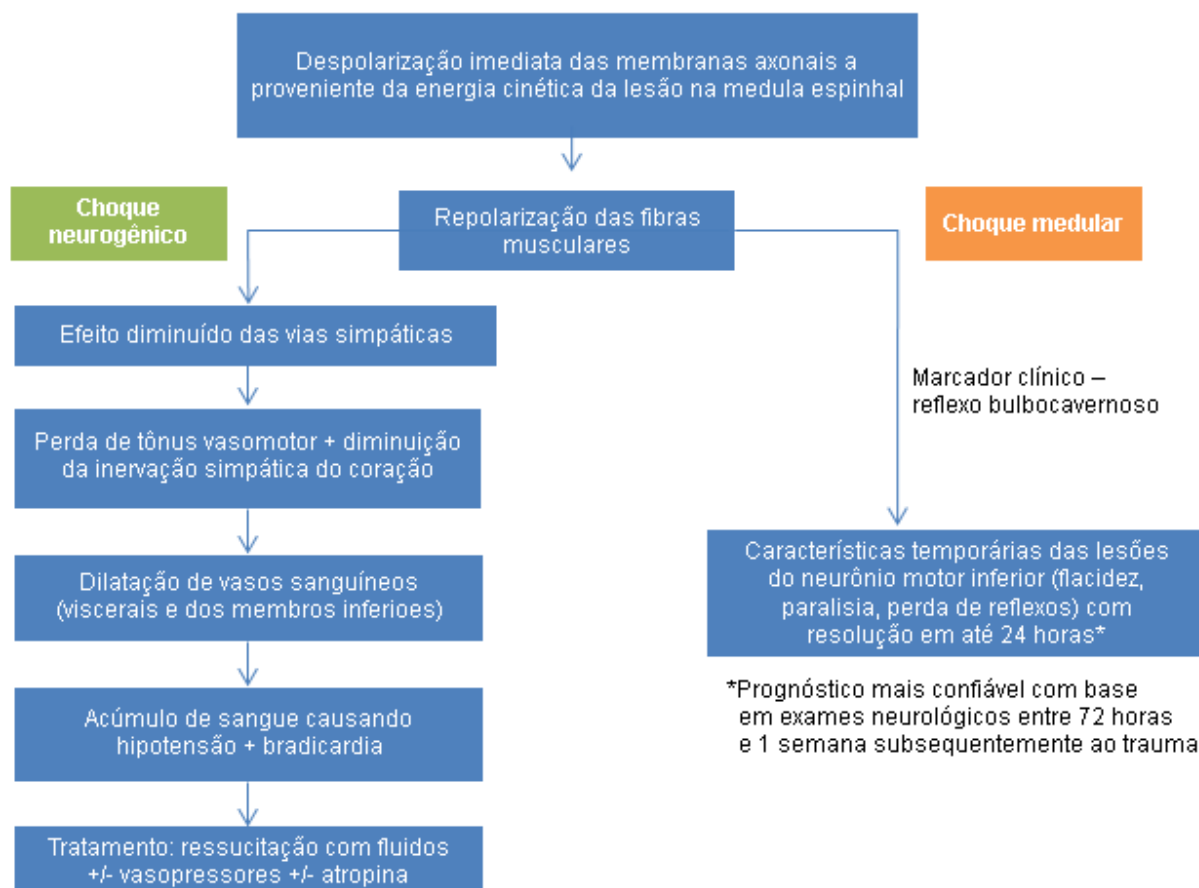 Despolarização imediata das membranas axonais a
proveniente da energia cinética da lesão na medula espinhal
Choque
neurogênico
Repolarização das fibras
musculares
Choque medular
Efeito diminuído das vias simpáticas
Marcador clínico –
reflexo bulbocavernoso
Perda de tônus vasomotor + diminuição
da inervação simpática do coração
Dilatação de vasos sanguíneos
(viscerais e dos membros inferioes)
Características temporárias das lesões
do neurônio motor inferior (flacidez,
paralisia, perda de reflexos) com
resolução em até 24 horas*
*Prognóstico mais confiável com base
em exames neurológicos entre 72 horas
e 1 semana subsequentemente ao trauma
Acúmulo de sangue causando
hipotensão + bradicardia
Tratamento: ressucitação com fluidos
+/- vasopressores +/- atropina